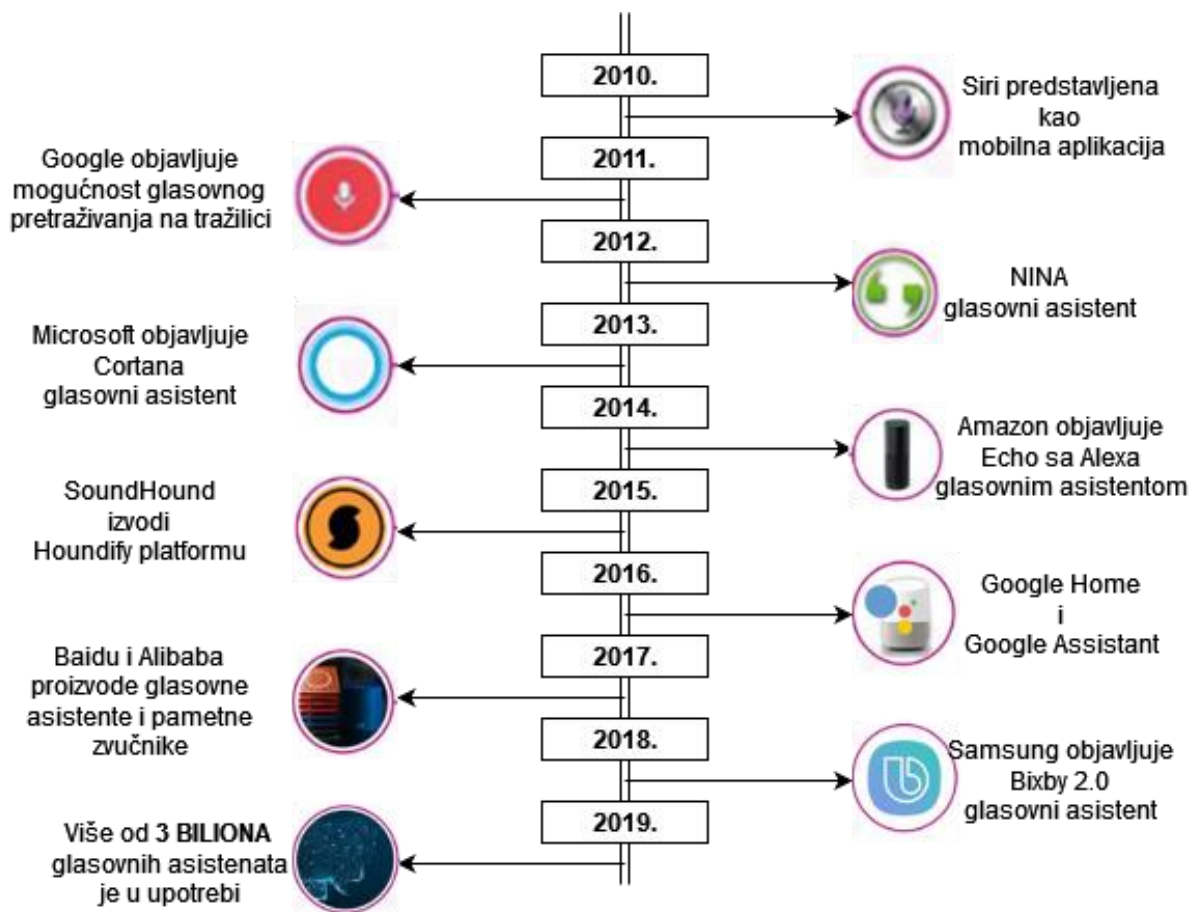 2010.
Siri predstavljena
kao
mobilna aplikacija
2011.
Google objavljuje
mogućnost glasovnog
pretraživanja na tražilici
2012.
NINA
glasovni asistent
2013.
Microsoft objavljuje
Cortana
glasovni asistent
2014.
Amazon objavljuje
Echo sa Alexa
glasovnim asistentom
2015.
SoundHound
izvodi
Houndify platformu
2016.
Google Home
i
Google Assistant
2017.
Baidu i Alibaba
proizvode glasovne
asistente i pametne
zvučnike
2018.
Samsung objavljuje
Bixby 2.0
glasovni asistent
2019.
Više od 3 BILIONA
glasovnih asistenata
je u upotrebi